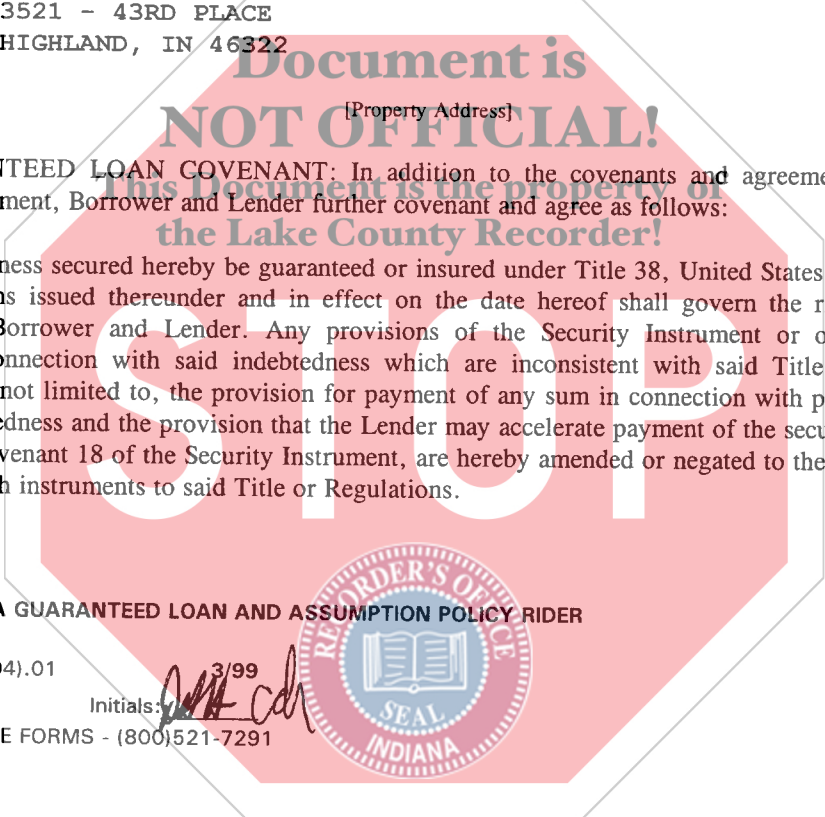 3521 - 43RD PLACE
HIGHLAND, IN 46322
Document is
[Property Address]
NOT OFFICIAL!
NTEED LOAN COVENANT: In addition to the covenants and agreeme
This Document is the property of
ment, Borrower and Lender further covenant and agree as follows:
the Lake County Recorder!
ness secured hereby be guaranteed or insured under Title 38, United States
ns issued thereunder and in effect on the date hereof shall govern the r
Borrower and Lender. Any provisions of the Security Instrument or o
onnection with said indebtedness which are inconsistent with said Title
not limited to, the provision for payment of any sum in connection with p
edness and the provision that the Lender may accelerate payment of the secu
venant 18 of the Security Instrument, are hereby amended or negated to the
h instruments to said Title or Regulations.
STOP
A GUARANTEED LOAN AND ASSUMPTION POLICY RIDER
04).01 3/99
Initials:
E FORMS - (800)521-7291
RECORDER'S OFFICE
SEAL
INDIANA